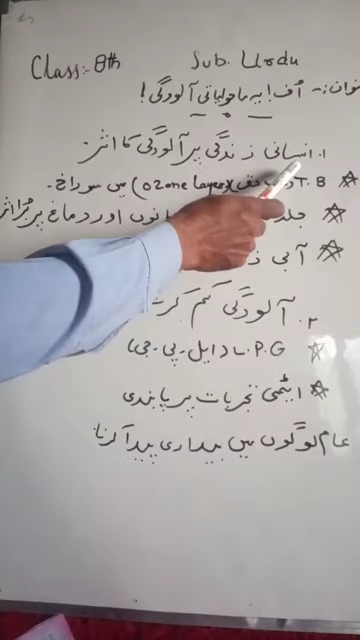 Class:- 8th
Sub. Urdu
عنوان:- اُف! یہ ماحولیاتی آلودگی!
۱. انسانی زندگی پر آلودگی کا اثر:
T.B (Ozone layer) میں سوراخ۔
جلد کانوں اور دماغ پر بُرا اثر
آبی
۲. آلودگی کم کر
L.P.G (ایل۔پی۔جی)
ایٹمی تجربات پر پابندی
عام لوگوں میں بیداری پیدا کرنا